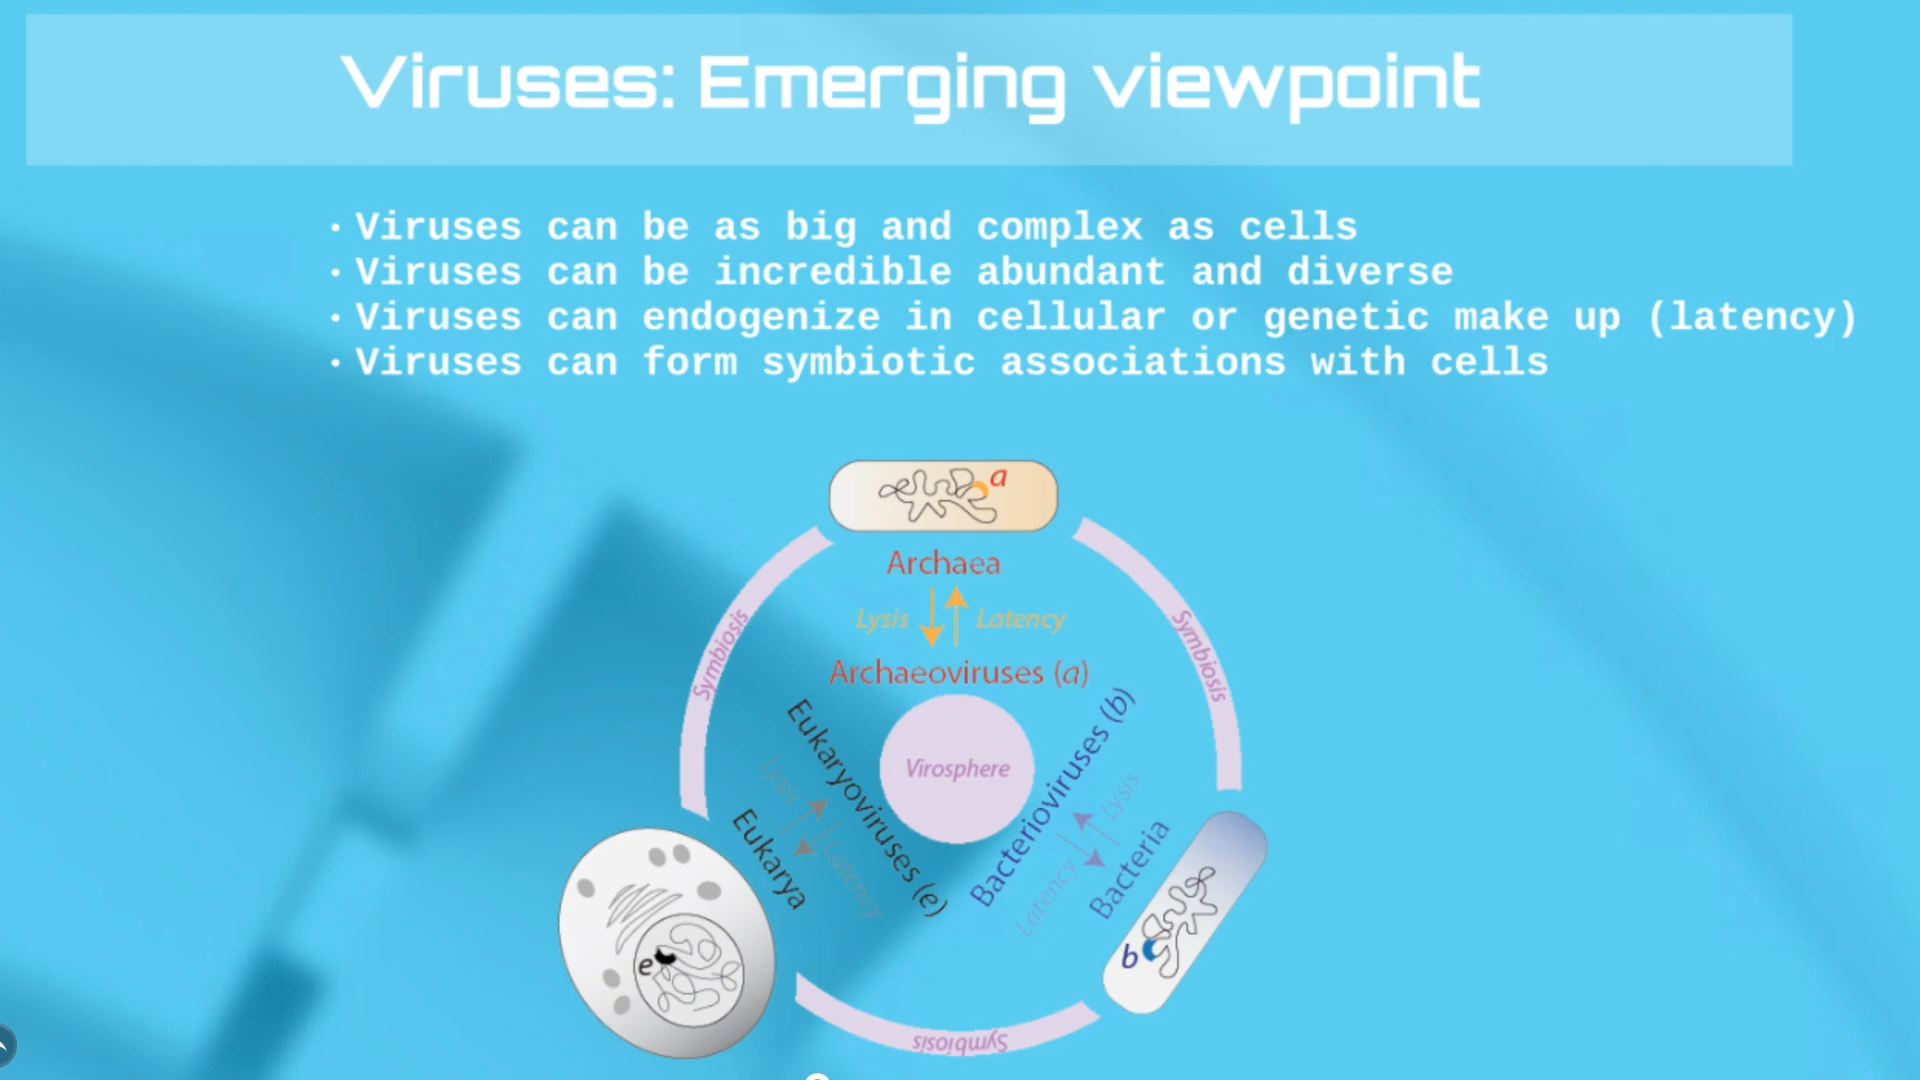 Viruses: Emerging viewpoint
• Viruses can be as big and complex as cells
• Viruses can be incredible abundant and diverse
• Viruses can endogenize in cellular or genetic make up (latency)
• Viruses can form symbiotic associations with cells
a
Archaea
Lysis Latency
Archaeoviruses (a)
Symbiosis
Symbiosis
Virosphere
Eukaryoviruses (e)
Lysis
Latency
Eukarya
e
Bacterioviruses (b)
Lysis
Latency
Bacteria
b
Symbiosis